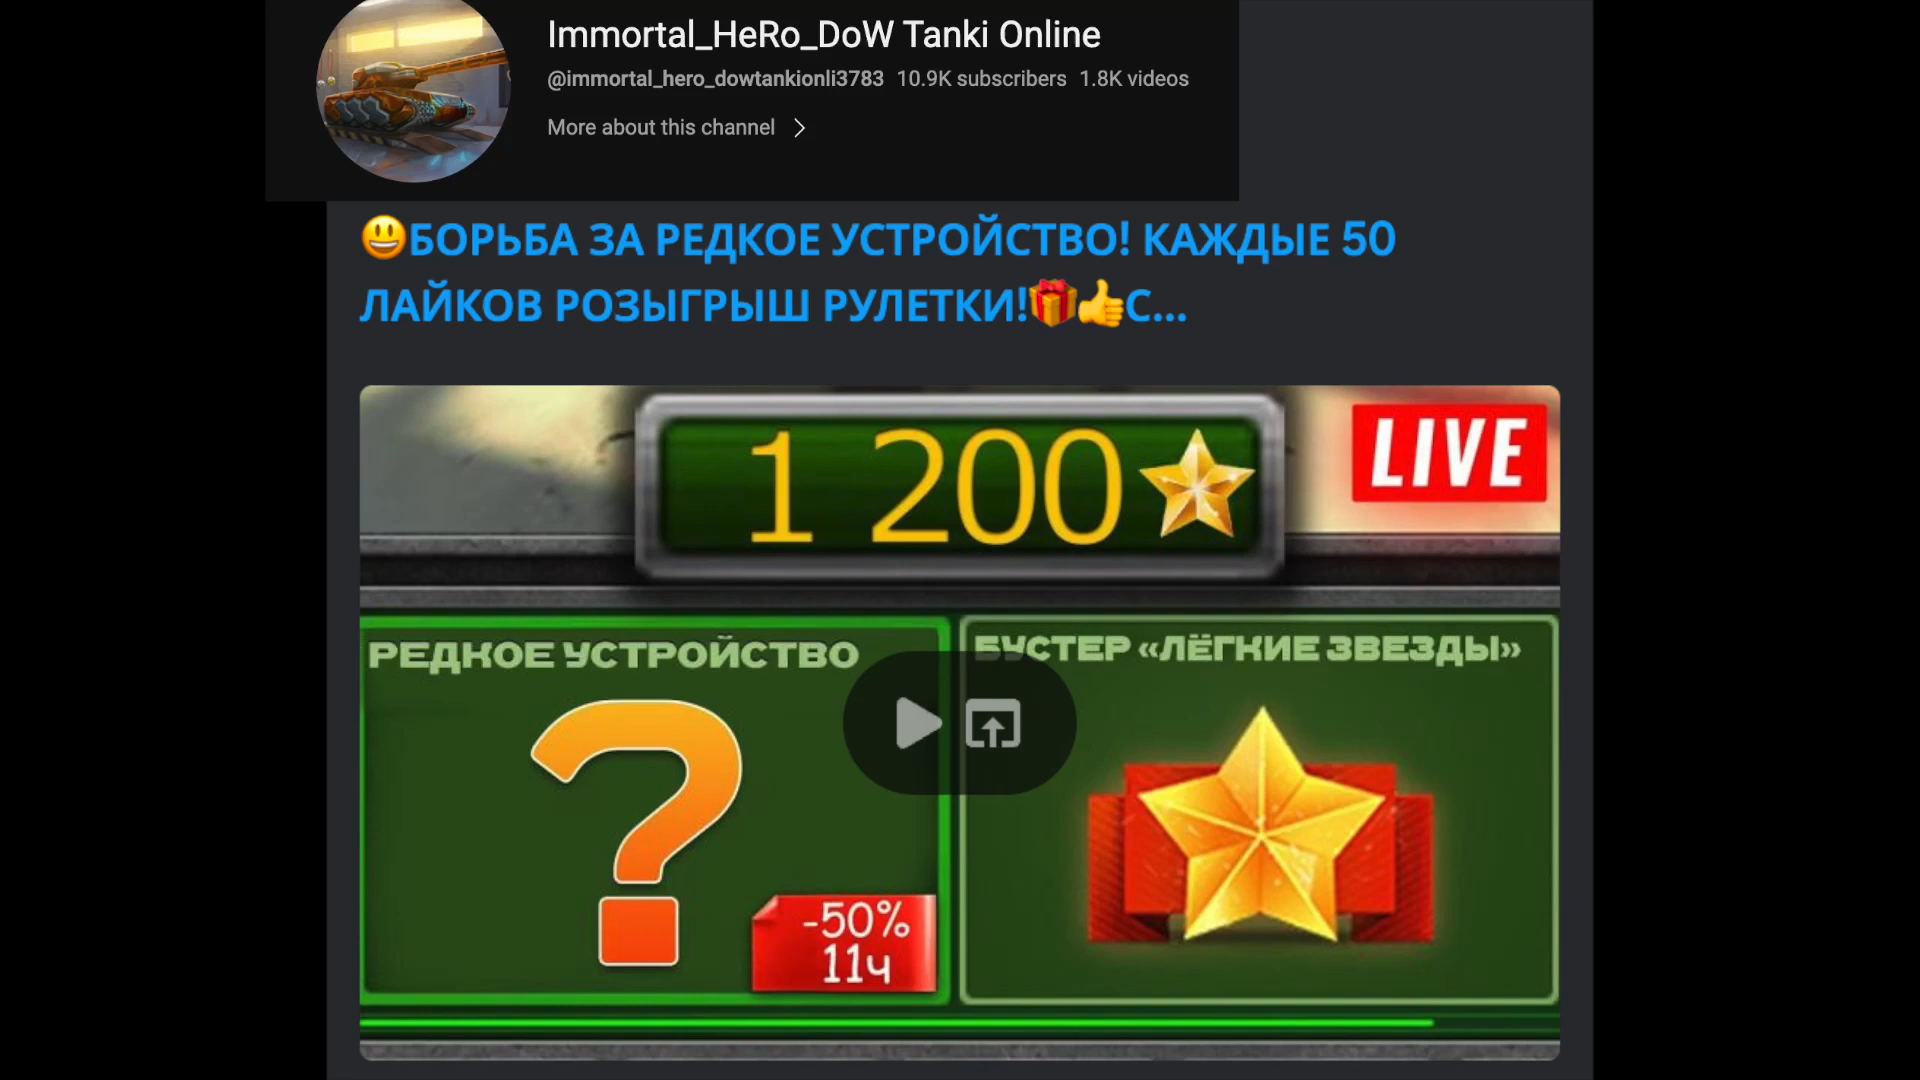 Immortal_HeRo_DoW Tanki Online
@immortal_hero_dowtankionli3783 10.9K subscribers 1.8K videos
More about this channel
😃БОРЬБА ЗА РЕДКОЕ УСТРОЙСТВО! КАЖДЫЕ 50
ЛАЙКОВ РОЗЫГРЫШ РУЛЕТКИ!🎁👍С...
1 200
LIVE
РЕДКОЕ УСТРОЙСТВО
?
-50%
11ч
БУСТЕР «ЛЁГКИЕ ЗВЕЗДЫ»